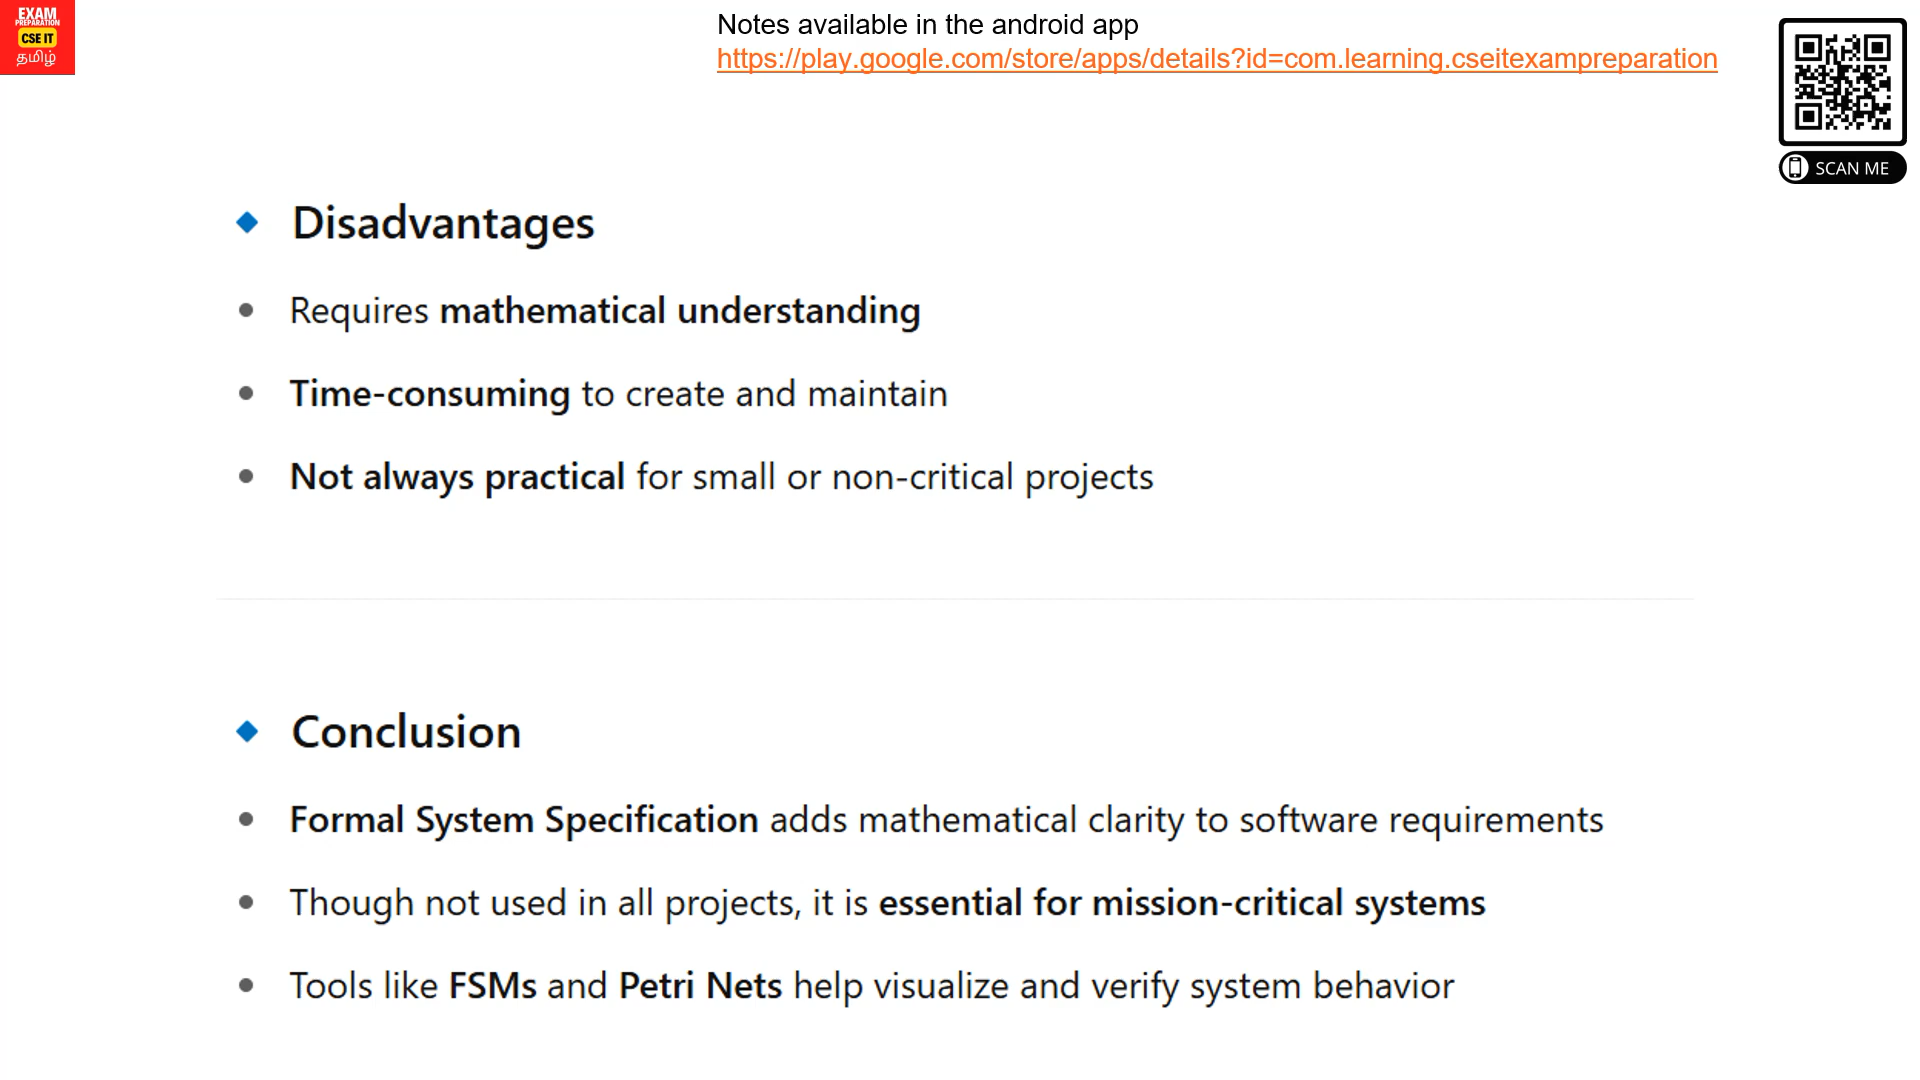 EXAM
PREPARATION
CSE IT
தமிழ்
Notes available in the android app
https://play.google.com/store/apps/details?id=com.learning.cseitexampreparation
SCAN ME
Disadvantages
Requires mathematical understanding
Time-consuming to create and maintain
Not always practical for small or non-critical projects
Conclusion
Formal System Specification adds mathematical clarity to software requirements
Though not used in all projects, it is essential for mission-critical systems
Tools like FSMs and Petri Nets help visualize and verify system behavior